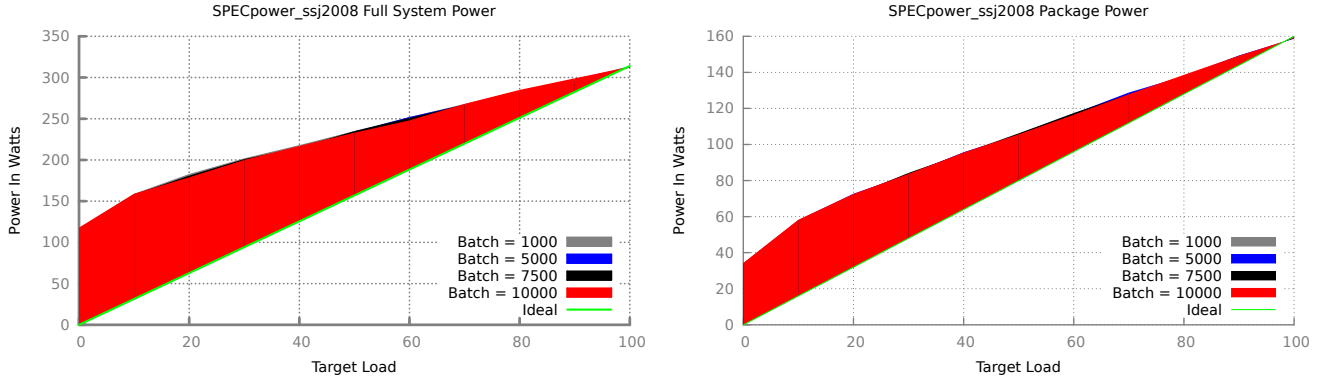 SPECpower_ssj2008 Full System Power
Power In Watts
350
300
250
200
150
100
50
0
0 20 40 60 80 100
Target Load
Batch = 1000
Batch = 5000
Batch = 7500
Batch = 10000
Ideal
SPECpower_ssj2008 Package Power
Power In Watts
160
140
120
100
80
60
40
20
0
0 20 40 60 80 100
Target Load
Batch = 1000
Batch = 5000
Batch = 7500
Batch = 10000
Ideal